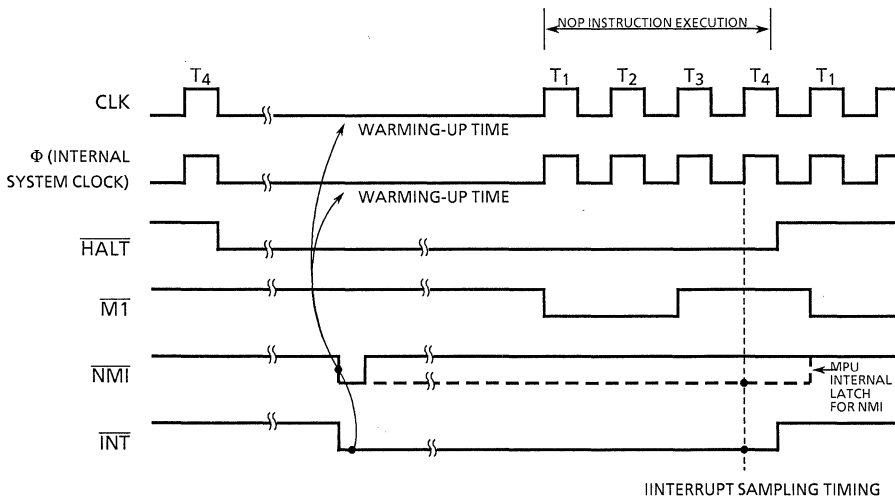 NOP INSTRUCTION EXECUTION
T4 T1 T2 T3 T4 T1
CLK
WARMING-UP TIME
Φ (INTERNAL
SYSTEM CLOCK)
WARMING-UP TIME
HALT
M1
NMI
MPU
INTERNAL
LATCH
FOR NMI
INT
IINTERRUPT SAMPLING TIMING